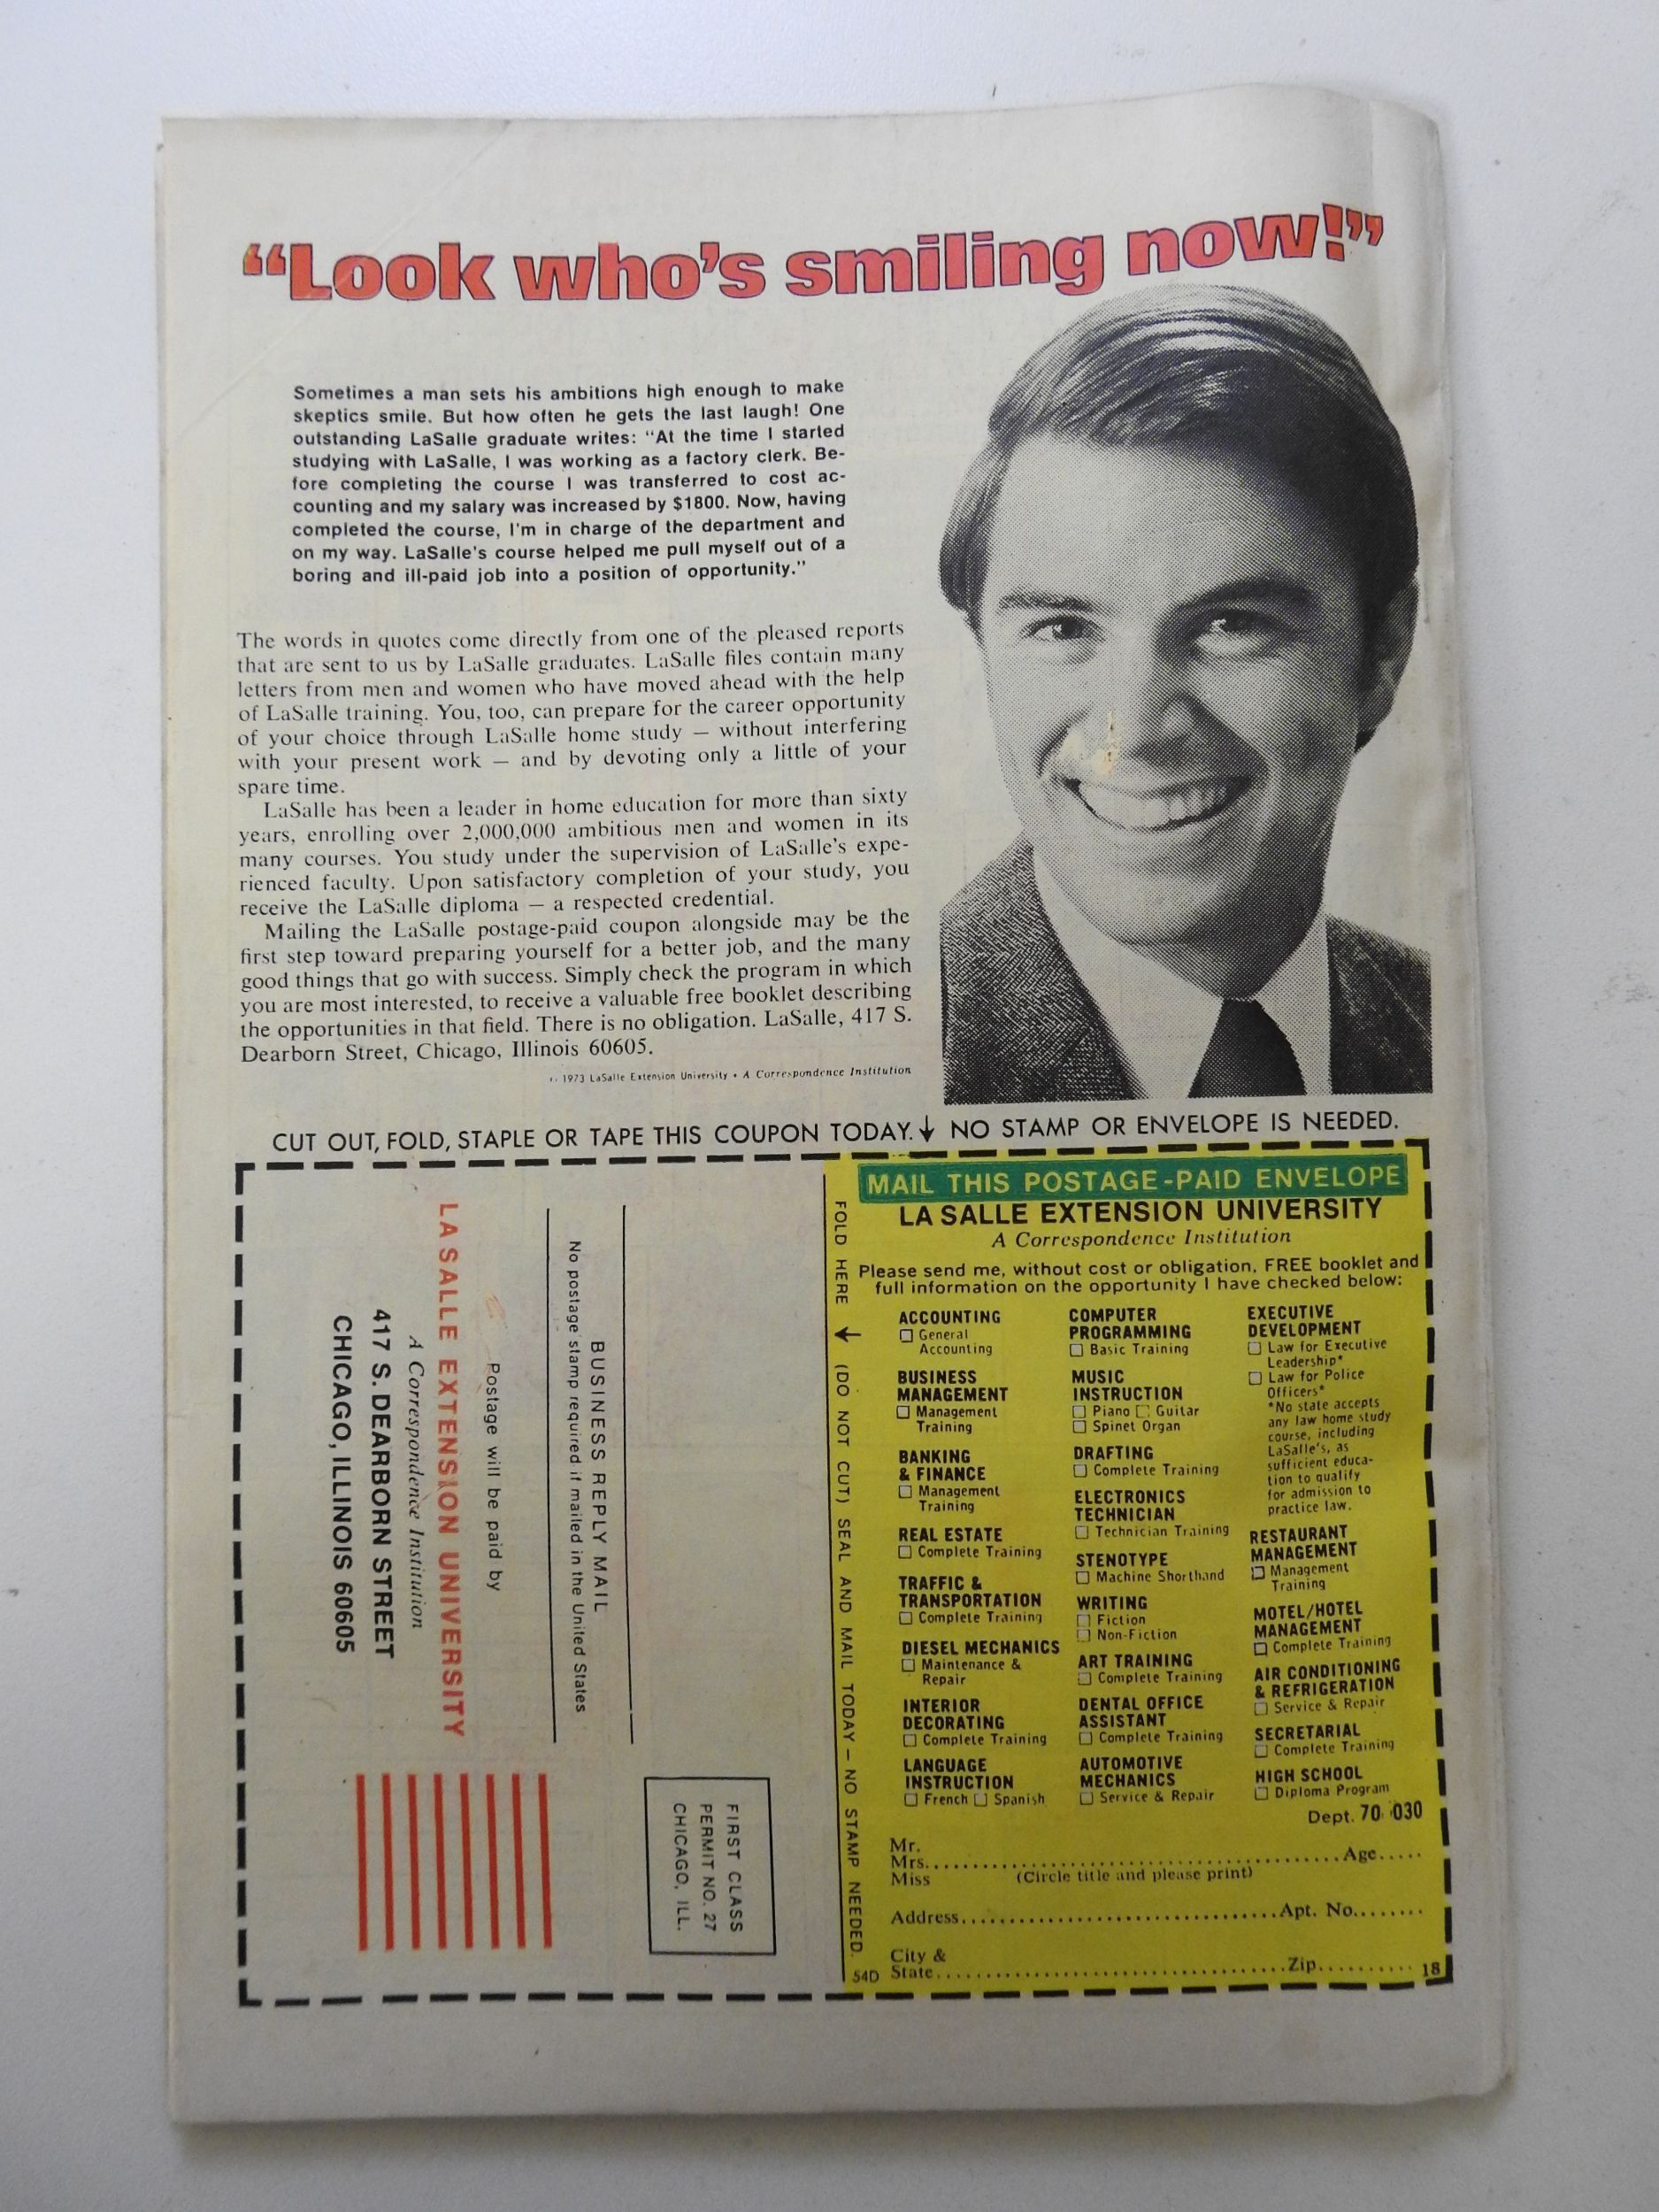 “Look who’s smiling now!”
Sometimes a man sets his ambitions high enough to make
skeptics smile. But how often he gets the last laugh! One
outstanding LaSalle graduate writes: “At the time I started
studying with LaSalle, I was working as a factory clerk. Be-
fore completing the course I was transferred to cost ac-
counting and my salary was increased by $1800. Now, having
completed the course, I’m in charge of the department and
on my way. LaSalle’s course helped me pull myself out of a
boring and ill-paid job into a position of opportunity.”
The words in quotes come directly from one of the pleased reports
that are sent to us by LaSalle graduates. LaSalle files contain many
letters from men and women who have moved ahead with the help
of LaSalle training. You, too, can prepare for the career opportunity
of your choice through LaSalle home study — without interfering
with your present work — and by devoting only a little of your
spare time.
LaSalle has been a leader in home education for more than sixty
years, enrolling over 2,000,000 ambitious men and women in its
many courses. You study under the supervision of LaSalle’s expe-
rienced faculty. Upon satisfactory completion of your study, you
receive the LaSalle diploma — a respected credential.
Mailing the LaSalle postage-paid coupon alongside may be the
first step toward preparing yourself for a better job, and the many
good things that go with success. Simply check the program in which
you are most interested, to receive a valuable free booklet describing
the opportunities in that field. There is no obligation. LaSalle, 417 S.
Dearborn Street, Chicago, Illinois 60605.
1973 LaSalle Extension University • A Correspondence Institution
CUT OUT, FOLD, STAPLE OR TAPE THIS COUPON TODAY. ↓ NO STAMP OR ENVELOPE IS NEEDED.
BUSINESS REPLY MAIL
No postage stamp required if mailed in the United States
Postage will be paid by
LA SALLE EXTENSION UNIVERSITY
A Correspondence Institution
417 S. DEARBORN STREET
CHICAGO, ILLINOIS 60605
FIRST CLASS
PERMIT NO. 27
CHICAGO, ILL.
FOLD HERE (DO NOT CUT) SEAL AND MAIL TODAY — NO STAMP NEEDED.
MAIL THIS POSTAGE-PAID ENVELOPE
LA SALLE EXTENSION UNIVERSITY
A Correspondence Institution
Please send me, without cost or obligation, FREE booklet and
full information on the opportunity I have checked below:
ACCOUNTING
☐ General
Accounting
BUSINESS
MANAGEMENT
☐ Management
Training
BANKING
& FINANCE
☐ Management
Training
REAL ESTATE
☐ Complete Training
TRAFFIC &
TRANSPORTATION
☐ Complete Training
DIESEL MECHANICS
☐ Maintenance &
Repair
INTERIOR
DECORATING
☐ Complete Training
LANGUAGE
INSTRUCTION
☐ French ☐ Spanish
COMPUTER
PROGRAMMING
☐ Basic Training
MUSIC
INSTRUCTION
☐ Piano ☐ Guitar
☐ Spinet Organ
DRAFTING
☐ Complete Training
ELECTRONICS
TECHNICIAN
☐ Technician Training
STENOTYPE
☐ Machine Shorthand
WRITING
☐ Fiction
☐ Non-Fiction
ART TRAINING
☐ Complete Training
DENTAL OFFICE
ASSISTANT
☐ Complete Training
AUTOMOTIVE
MECHANICS
☐ Service & Repair
EXECUTIVE
DEVELOPMENT
☐ Law for Executive
Leadership*
☐ Law for Police
Officers*
*No state accepts
any law home study
course, including
LaSalle’s, as
sufficient educa-
tion to qualify
for admission to
practice law.
RESTAURANT
MANAGEMENT
☐ Management
Training
MOTEL/HOTEL
MANAGEMENT
☐ Complete Training
AIR CONDITIONING
& REFRIGERATION
☐ Service & Repair
SECRETARIAL
☐ Complete Training
HIGH SCHOOL
☐ Diploma Program
Dept. 70 030
Mr.
Mrs. Age
Miss (Circle title and please print)
Address Apt. No.
City &
State Zip
54D
18